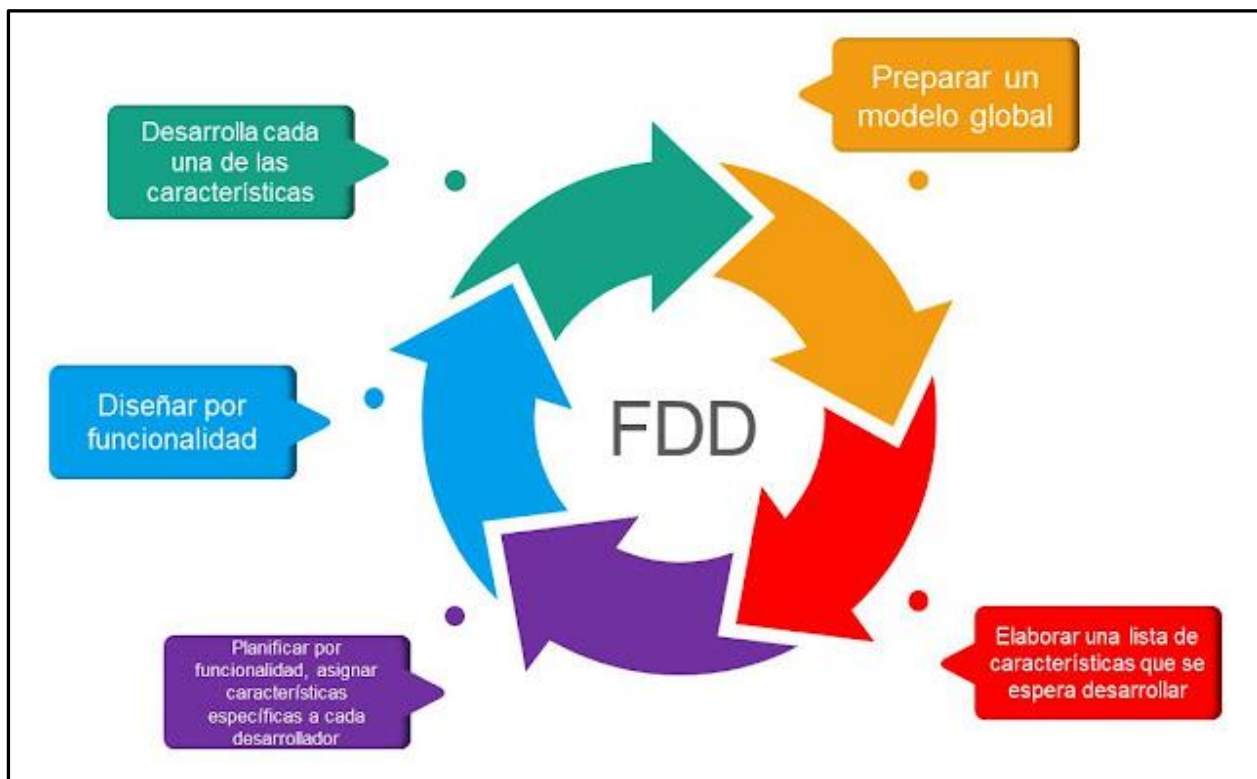 Preparar un
modelo global
Desarrolla cada
una de las
características
FDD
Diseñar por
funcionalidad
Elaborar una lista de
características que se
espera desarrollar
Planificar por
funcionalidad, asignar
características
específicas a cada
desarrollador